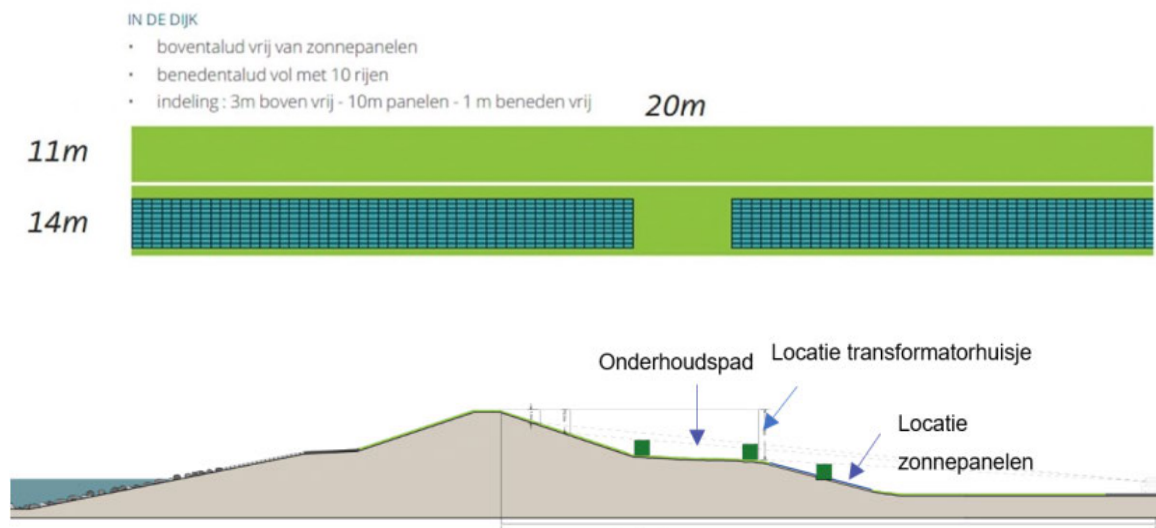 IN DE DIJK
• boventalud vrij van zonnepanelen
• benedentalud vol met 10 rijen
• indeling : 3m boven vrij - 10m panelen - 1 m beneden vrij
20m
11m
14m
Onderhoudspad
Locatie transformatorhuisje
Locatie
zonnepanelen